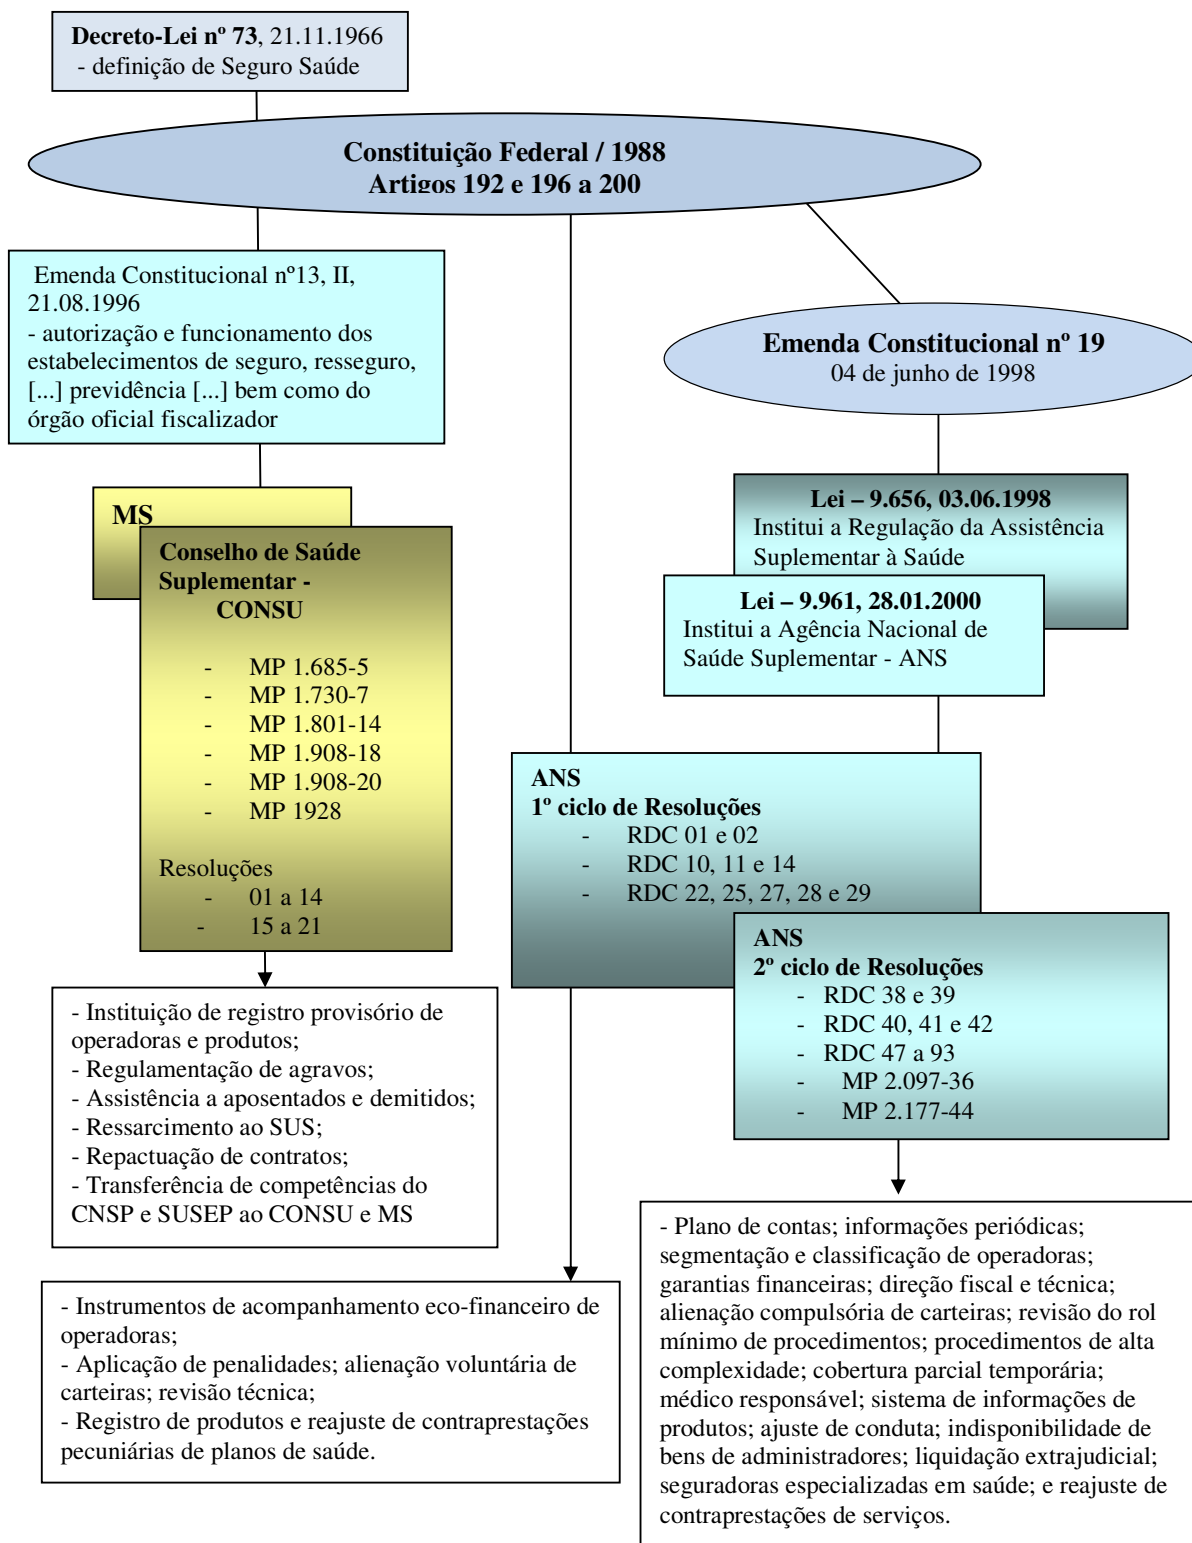 Decreto-Lei nº 73, 21.11.1966
- definição de Seguro Saúde
Constituição Federal / 1988
Artigos 192 e 196 a 200
Emenda Constitucional nº13, II,
21.08.1996
- autorização e funcionamento dos
estabelecimentos de seguro, resseguro,
[...] previdência [...] bem como do
órgão oficial fiscalizador
Emenda Constitucional nº 19
04 de junho de 1998
MS
Conselho de Saúde
Suplementar -
CONSU
- MP 1.685-5
- MP 1.730-7
- MP 1.801-14
- MP 1.908-18
- MP 1.908-20
- MP 1928
Resoluções
- 01 a 14
- 15 a 21
Lei – 9.656, 03.06.1998
Institui a Regulação da Assistência
Suplementar à Saúde
Lei – 9.961, 28.01.2000
Institui a Agência Nacional de
Saúde Suplementar - ANS
ANS
1º ciclo de Resoluções
- RDC 01 e 02
- RDC 10, 11 e 14
- RDC 22, 25, 27, 28 e 29
ANS
2º ciclo de Resoluções
- RDC 38 e 39
- RDC 40, 41 e 42
- RDC 47 a 93
- MP 2.097-36
- MP 2.177-44
- Instituição de registro provisório de
operadoras e produtos;
- Regulamentação de agravos;
- Assistência a aposentados e demitidos;
- Ressarcimento ao SUS;
- Repactuação de contratos;
- Transferência de competências do
CNSP e SUSEP ao CONSU e MS
- Instrumentos de acompanhamento eco-financeiro de
operadoras;
- Aplicação de penalidades; alienação voluntária de
carteiras; revisão técnica;
- Registro de produtos e reajuste de contraprestações
pecuniárias de planos de saúde.
- Plano de contas; informações periódicas;
segmentação e classificação de operadoras;
garantias financeiras; direção fiscal e técnica;
alienação compulsória de carteiras; revisão do rol
mínimo de procedimentos; procedimentos de alta
complexidade; cobertura parcial temporária;
médico responsável; sistema de informações de
produtos; ajuste de conduta; indisponibilidade de
bens de administradores; liquidação extrajudicial;
seguradoras especializadas em saúde; e reajuste de
contraprestações de serviços.